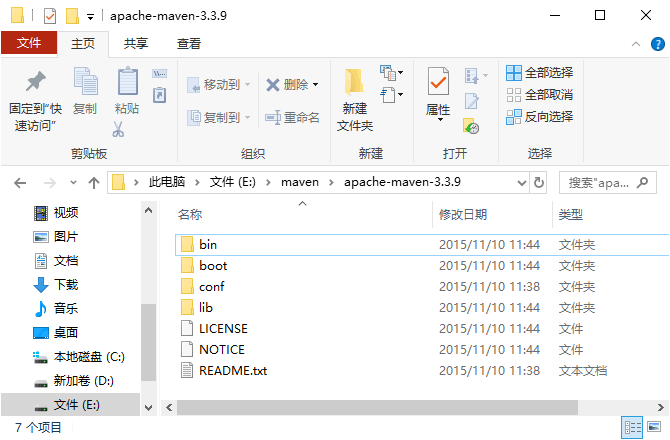 apache-maven-3.3.9
文件 主页 共享 查看
固定到“快速访问”
复制
粘贴
移动到
复制到
删除
重命名
新建
文件夹
属性
全部选择
全部取消
反向选择
剪贴板 组织 新建 打开 选择
此电脑 文件 (E:) maven apache-maven-3.3.9 搜索"apa...
名称 修改日期 类型
视频
图片
文档
下载
音乐
桌面
本地磁盘 (C:)
新加卷 (D:)
文件 (E:)
bin 2015/11/10 11:44 文件夹
boot 2015/11/10 11:44 文件夹
conf 2015/11/10 11:38 文件夹
lib 2015/11/10 11:44 文件夹
LICENSE 2015/11/10 11:44 文件
NOTICE 2015/11/10 11:44 文件
README.txt 2015/11/10 11:38 文本文档
7 个项目